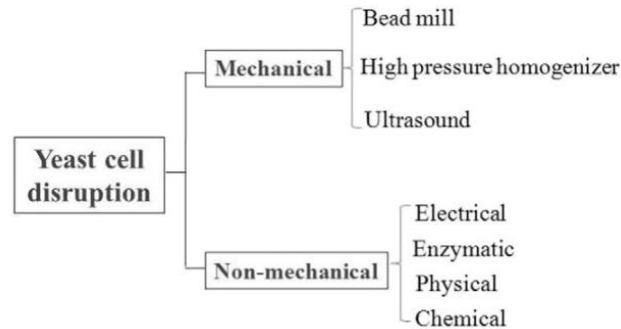 Yeast cell
disruption
Mechanical
Bead mill
High pressure homogenizer
Ultrasound
Non-mechanical
Electrical
Enzymatic
Physical
Chemical